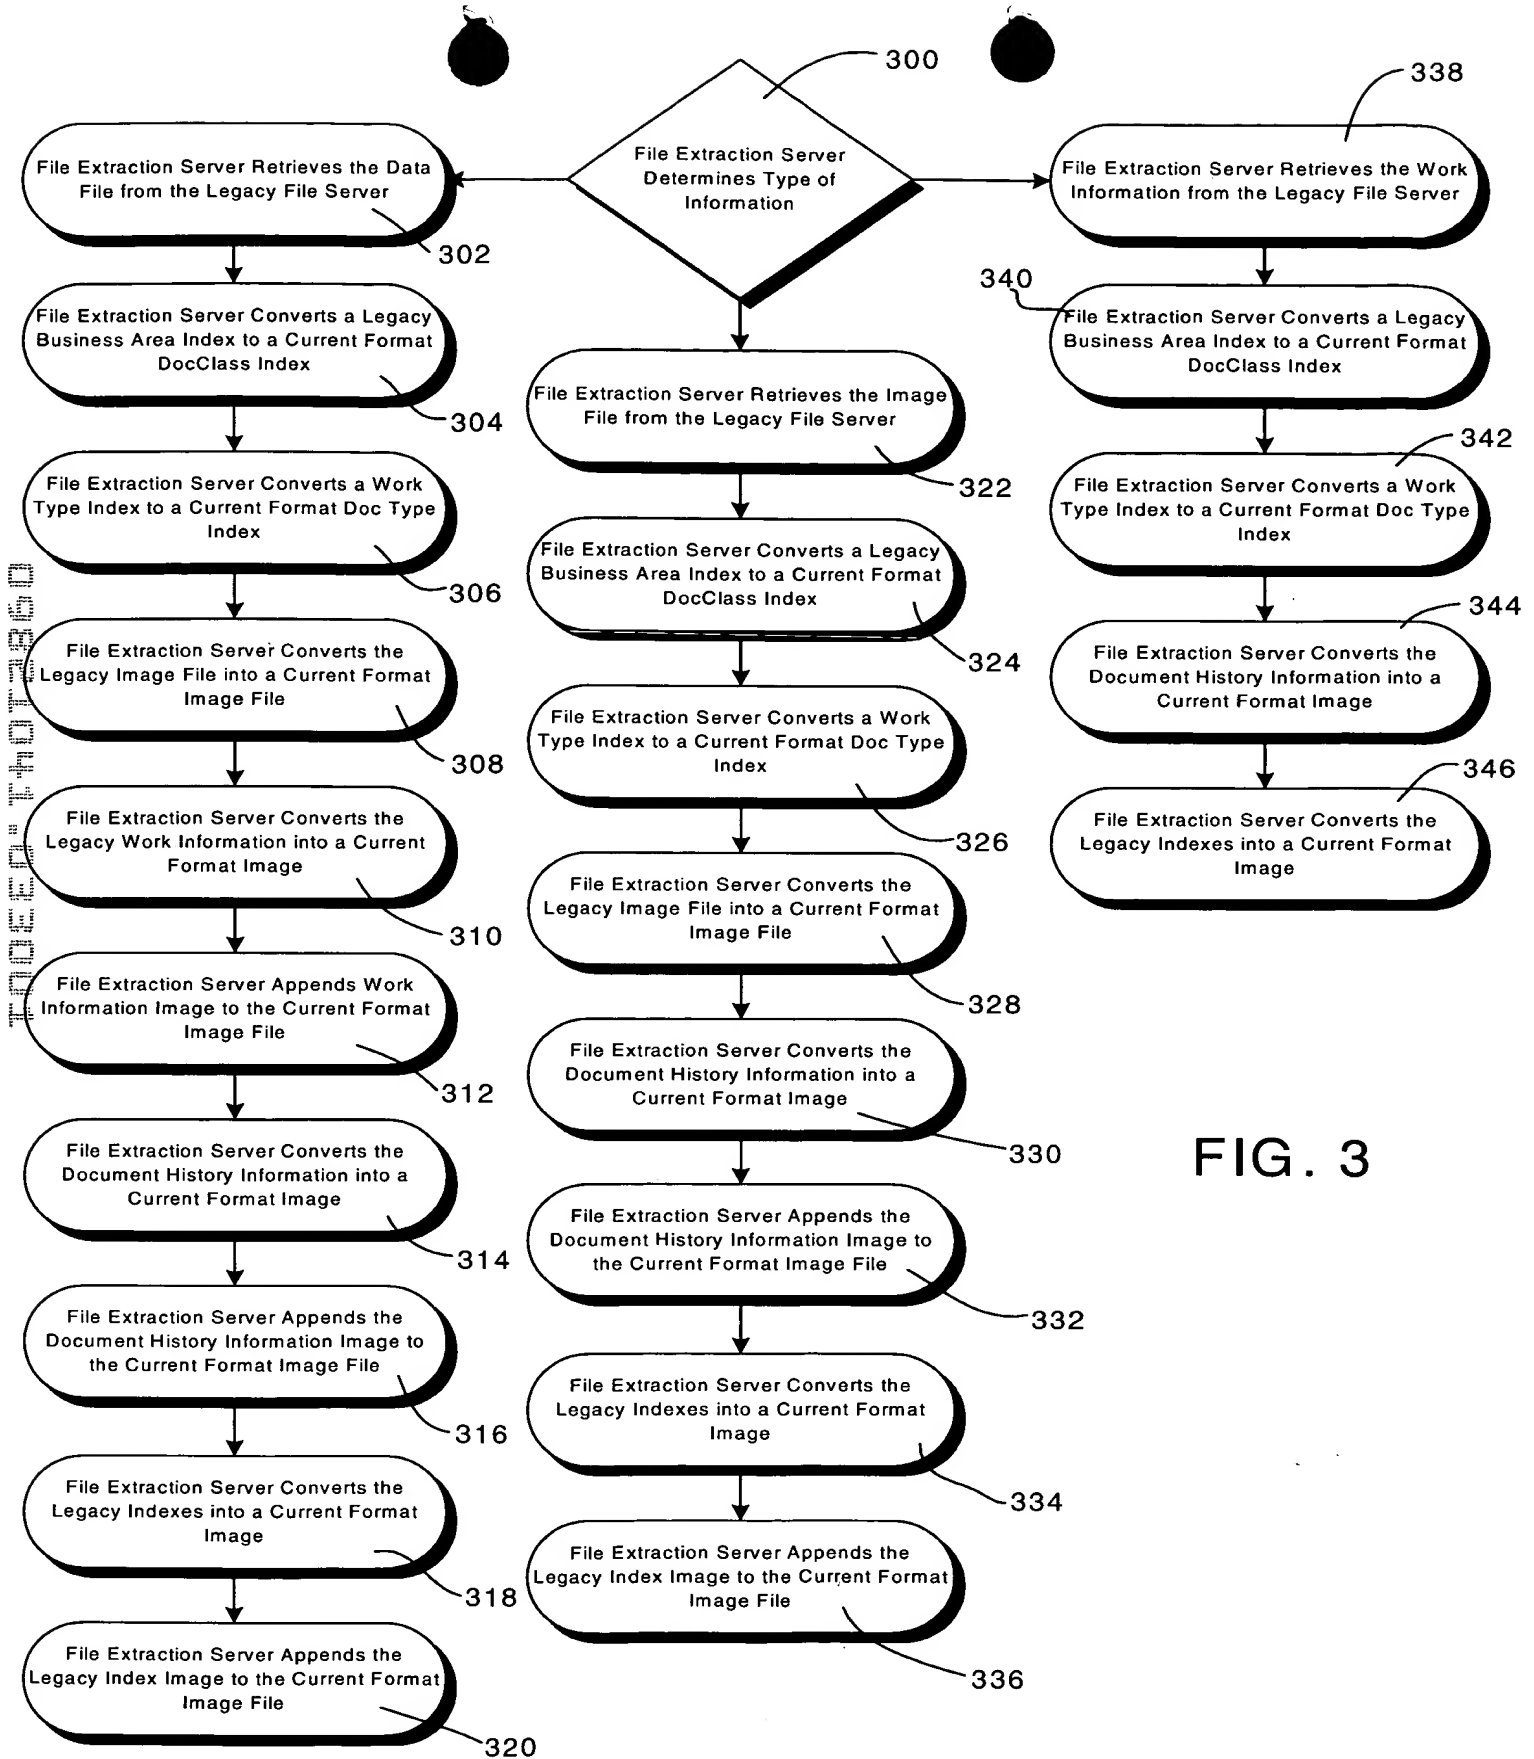 300
File Extraction Server
Determines Type of
Information
File Extraction Server Retrieves the Data
File from the Legacy File Server
302
File Extraction Server Converts a Legacy
Business Area Index to a Current Format
DocClass Index
304
File Extraction Server Converts a Work
Type Index to a Current Format Doc Type
Index
306
File Extraction Server Converts the
Legacy Image File into a Current Format
Image File
308
File Extraction Server Converts the
Legacy Work Information into a Current
Format Image
310
File Extraction Server Appends Work
Information Image to the Current Format
Image File
312
File Extraction Server Converts the
Document History Information into a
Current Format Image
314
File Extraction Server Appends the
Document History Information Image to
the Current Format Image File
316
File Extraction Server Converts the
Legacy Indexes into a Current Format
Image
318
File Extraction Server Appends the
Legacy Index Image to the Current Format
Image File
320
File Extraction Server Retrieves the Image
File from the Legacy File Server
322
File Extraction Server Converts a Legacy
Business Area Index to a Current Format
DocClass Index
324
File Extraction Server Converts a Work
Type Index to a Current Format Doc Type
Index
326
File Extraction Server Converts the
Legacy Image File into a Current Format
Image File
328
File Extraction Server Converts the
Document History Information into a
Current Format Image
330
File Extraction Server Appends the
Document History Information Image to
the Current Format Image File
332
File Extraction Server Converts the
Legacy Indexes into a Current Format
Image
334
File Extraction Server Appends the
Legacy Index Image to the Current Format
Image File
336
338
File Extraction Server Retrieves the Work
Information from the Legacy File Server
340
File Extraction Server Converts a Legacy
Business Area Index to a Current Format
DocClass Index
342
File Extraction Server Converts a Work
Type Index to a Current Format Doc Type
Index
344
File Extraction Server Converts the
Document History Information into a
Current Format Image
346
File Extraction Server Converts the
Legacy Indexes into a Current Format
Image
FIG. 3